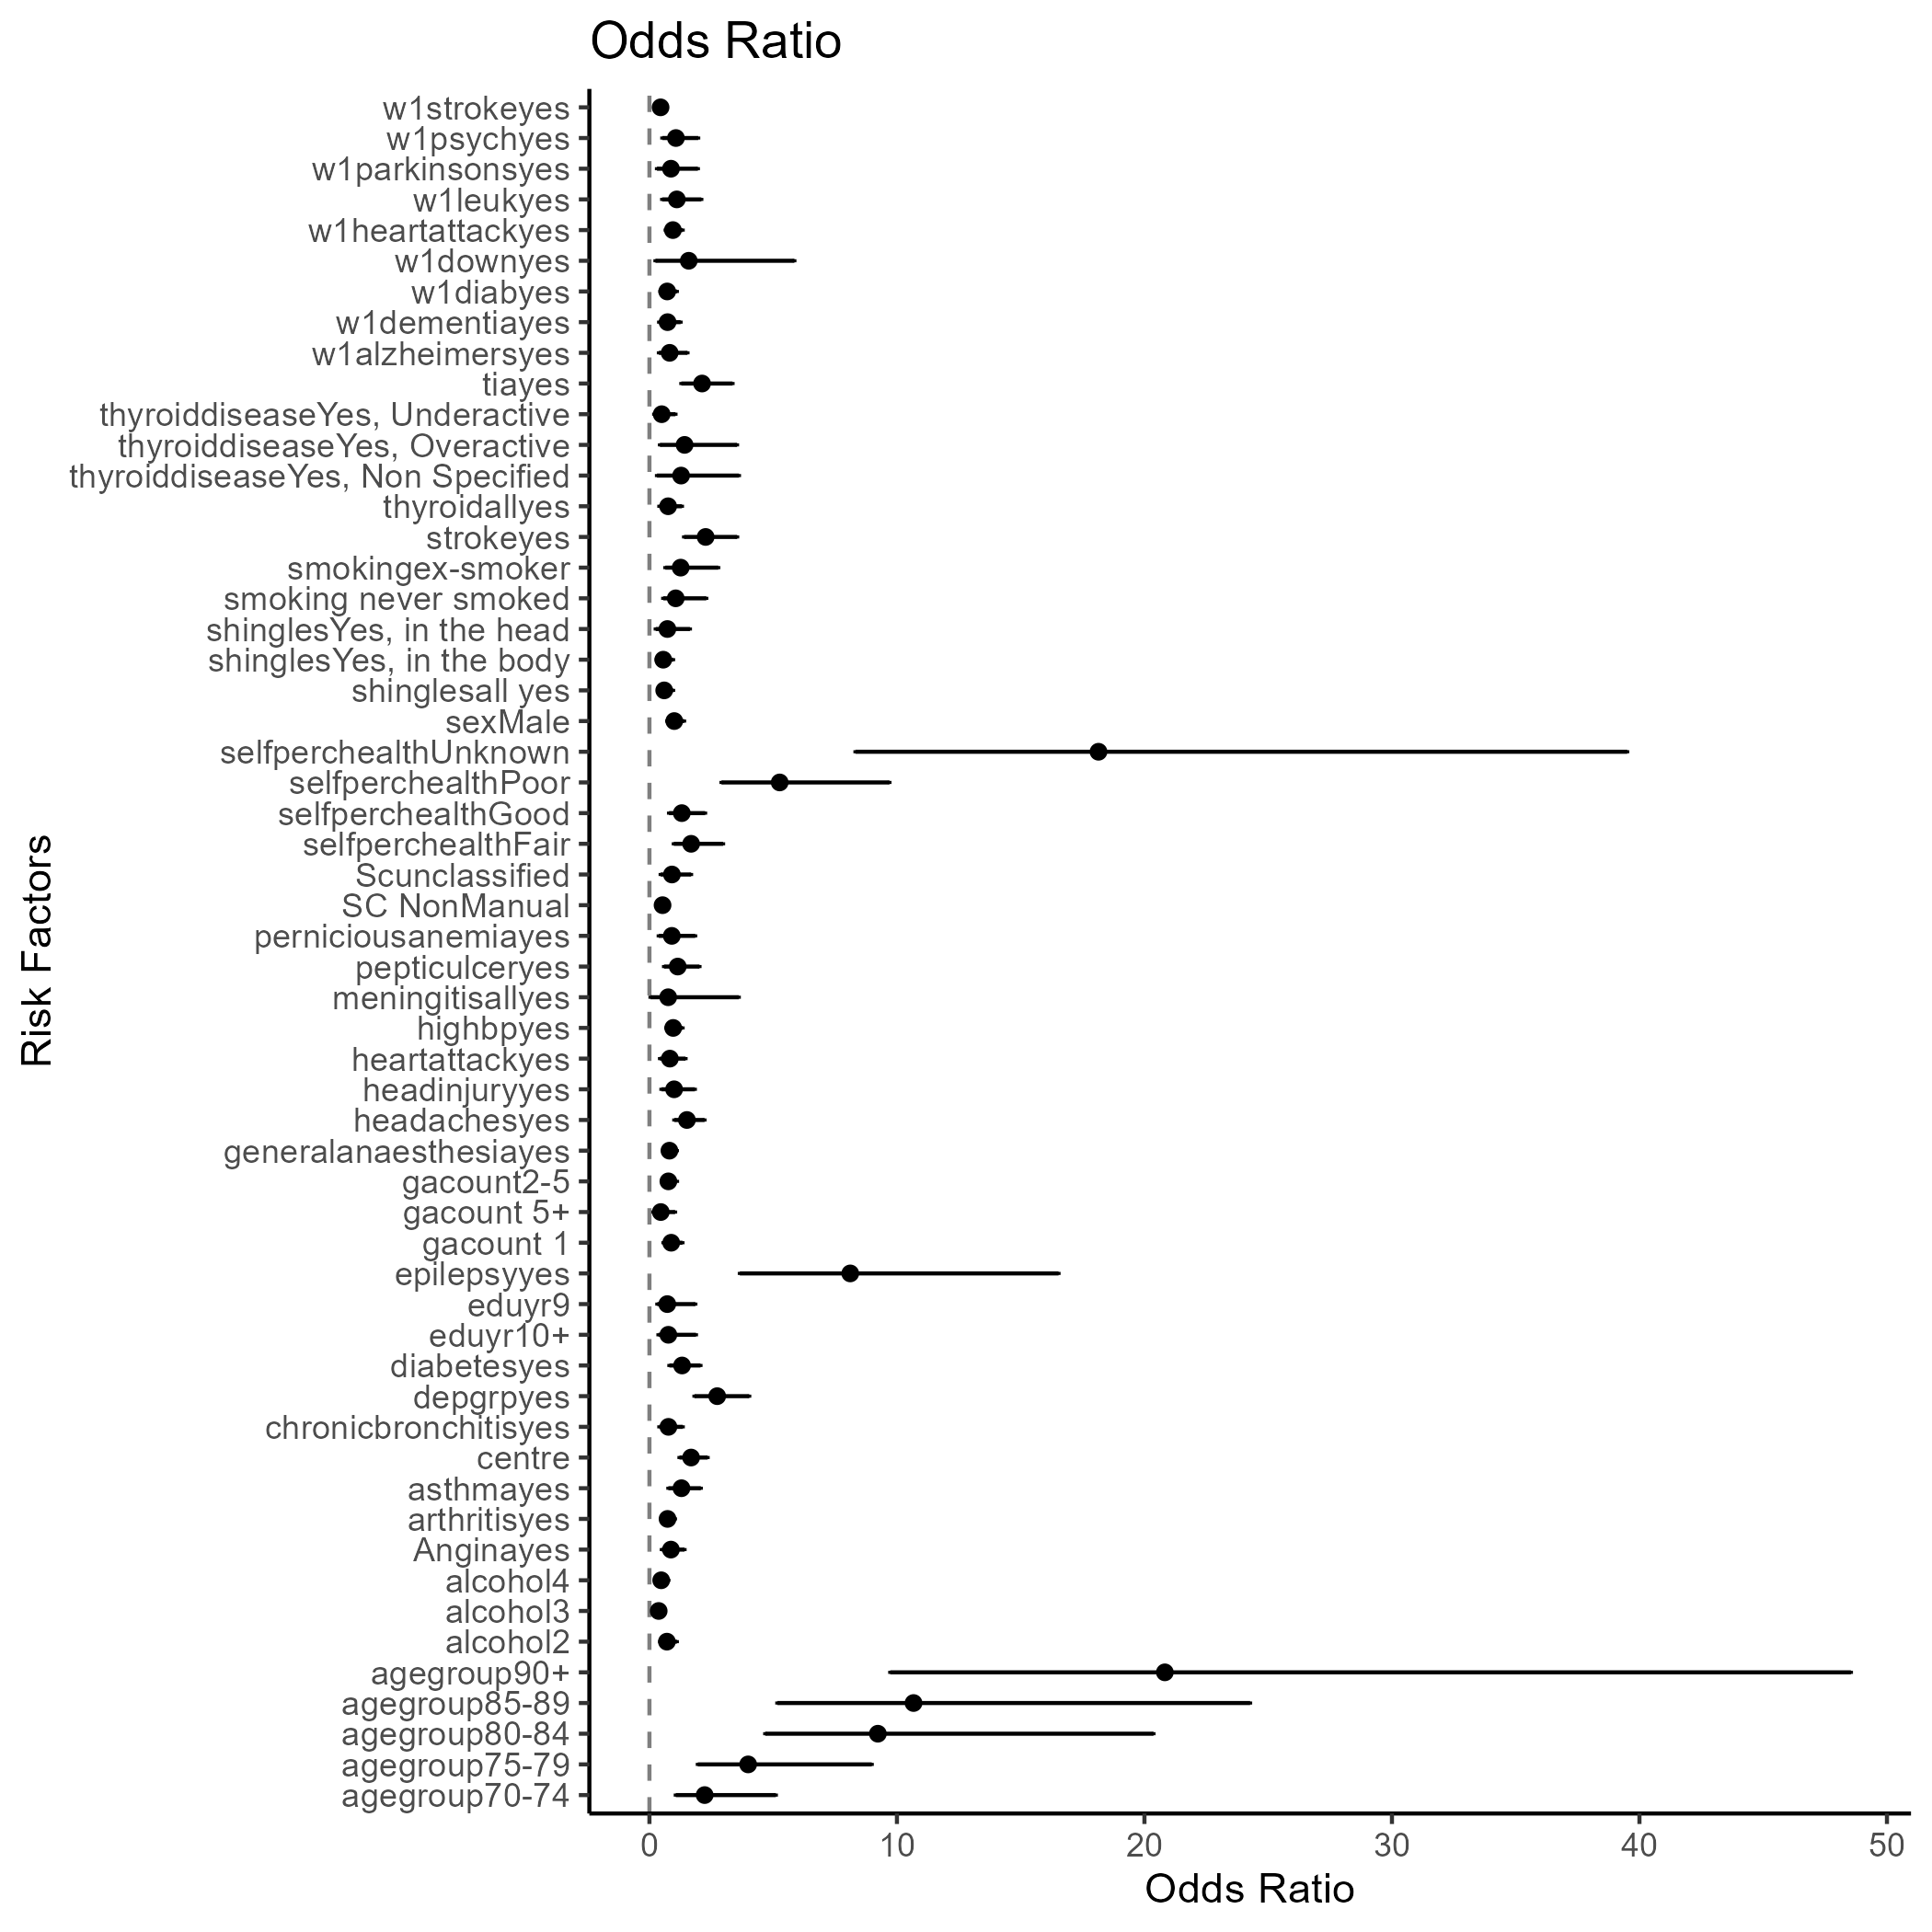 Odds Ratio
w1strokeyes
w1psychyes
w1parkinsonsyes
w1leukyes
w1heartattackyes
w1downyes
w1diabyes
w1dementiayes
w1alzheimersyes
tiayes
thyroiddiseaseYes, Underactive
thyroiddiseaseYes, Overactive
thyroiddiseaseYes, Non Specified
thyroidallyes
strokeyes
smokingex-smoker
smoking never smoked
shinglesYes, in the head
shinglesYes, in the body
shinglesall yes
sexMale
selfperchealthUnknown
selfperchealthPoor
selfperchealthGood
selfperchealthFair
Scunclassified
SC NonManual
perniciousanemiayes
pepticulceryes
meningitisallyes
highbpyes
heartattackyes
headinjuryyes
headachesyes
generalanaesthesiayes
gacount2-5
gacount 5+
gacount 1
epilepsyyes
eduyr9
eduyr10+
diabetesyes
depgrpyes
chronicbronchitisyes
centre
asthmayes
arthritisyes
Anginayes
alcohol4
alcohol3
alcohol2
agegroup90+
agegroup85-89
agegroup80-84
agegroup75-79
agegroup70-74
Risk Factors
0 10 20 30 40 50
Odds Ratio